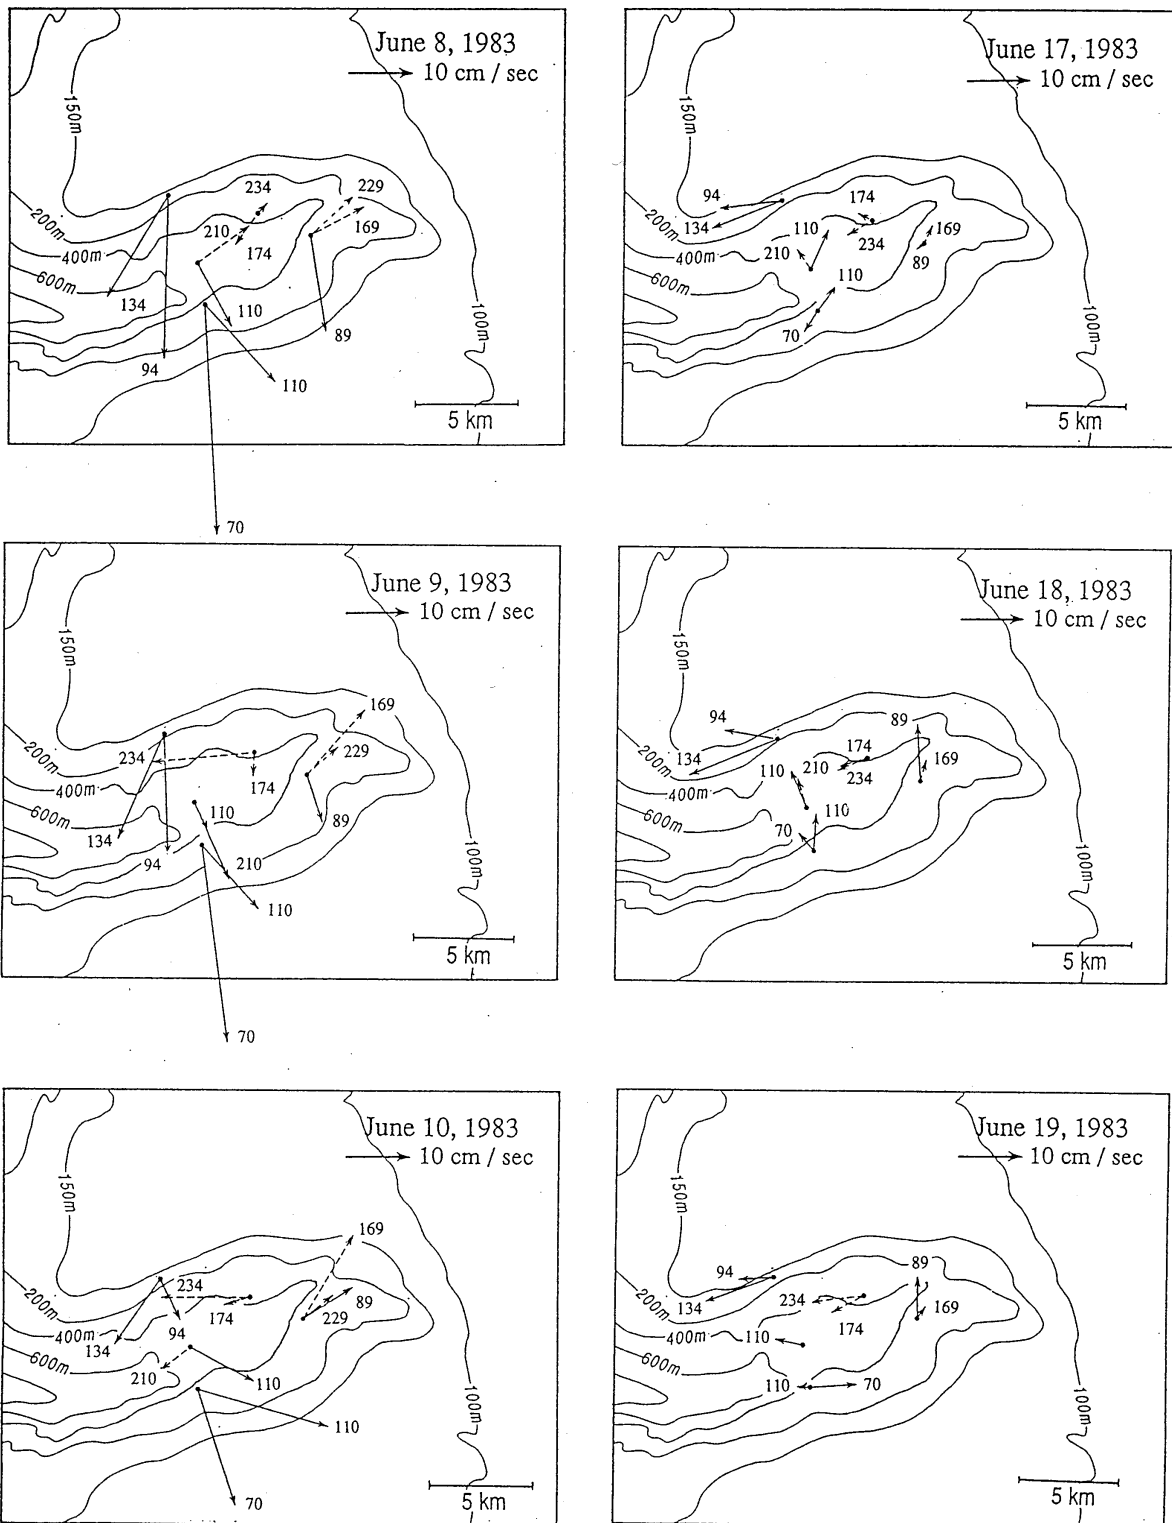 June 8, 1983
10 cm / sec
150m
234
229
200m
210
169
400m
174
600m
134
110
89
94
110
100m
5 km
70
June 17, 1983
10 cm / sec
150m
94
174
200m
134
110
169
400m
210
234
89
600m
110
70
100m
5 km
June 9, 1983
10 cm / sec
150m
169
234
229
200m
174
400m
110
89
600m
134
94
210
110
100m
5 km
70
June 18, 1983
10 cm / sec
150m
94
89
134
174
200m
110
210
234
169
400m
600m
70
110
100m
5 km
June 10, 1983
10 cm / sec
150m
169
234
89
200m
174
229
400m
94
134
210
110
600m
110
100m
5 km
70
June 19, 1983
10 cm / sec
150m
94
89
134
234
169
200m
174
400m
110
600m
110
70
100m
5 km